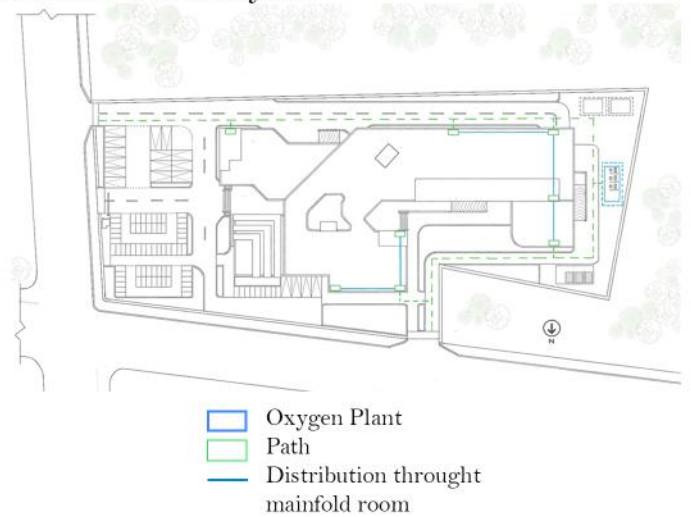 N
Oxygen Plant
Path
Distribution throught
mainfold room